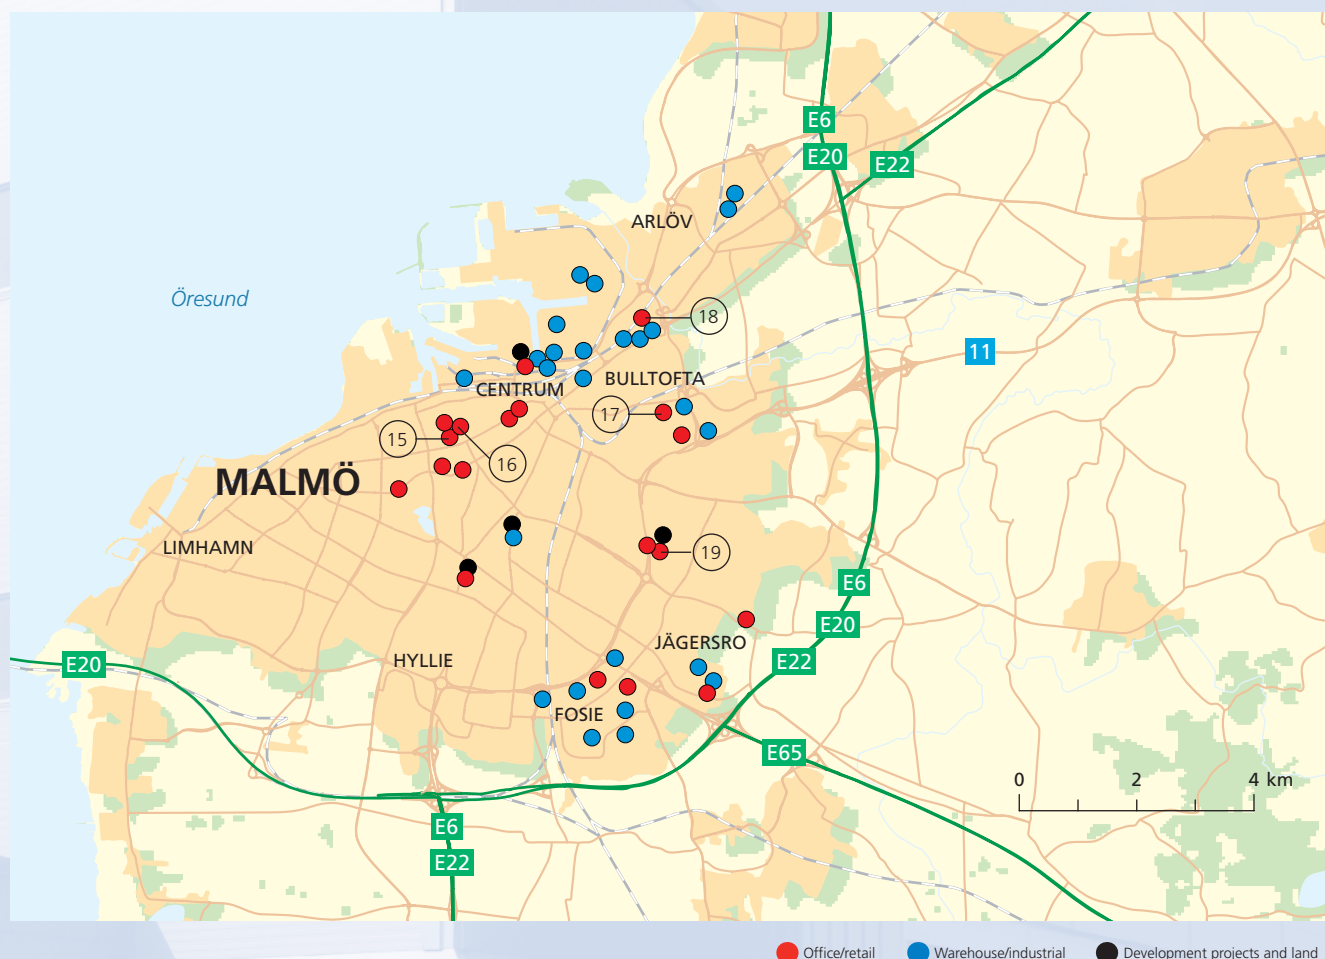 E6
E20
E22
ARLÖV
Öresund
18
11
CENTRUM
BULLTOFTA
17
15
16
MALMÖ
LIMHAMN
19
E6
E20
JÄGERSRO
E22
E20
HYLLIE
FOSIE
E65
0 2 4 km
E6
E22
Office/retail
Warehouse/industrial
Development projects and land